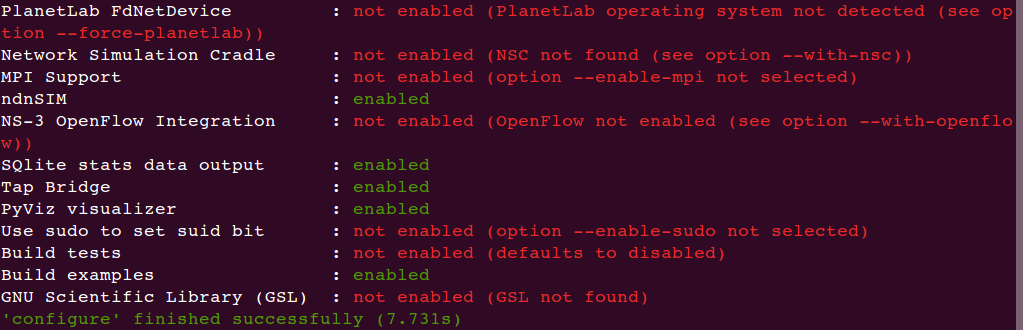 PlanetLab FdNetDevice : not enabled (PlanetLab operating system not detected (see op
tion --force-planetlab))
Network Simulation Cradle : not enabled (NSC not found (see option --with-nsc))
MPI Support : not enabled (option --enable-mpi not selected)
ndnSIM : enabled
NS-3 OpenFlow Integration : not enabled (OpenFlow not enabled (see option --with-openflo
w))
SQlite stats data output : enabled
Tap Bridge : enabled
PyViz visualizer : enabled
Use sudo to set suid bit : not enabled (option --enable-sudo not selected)
Build tests : not enabled (defaults to disabled)
Build examples : enabled
GNU Scientific Library (GSL) : not enabled (GSL not found)
'configure' finished successfully (7.731s)